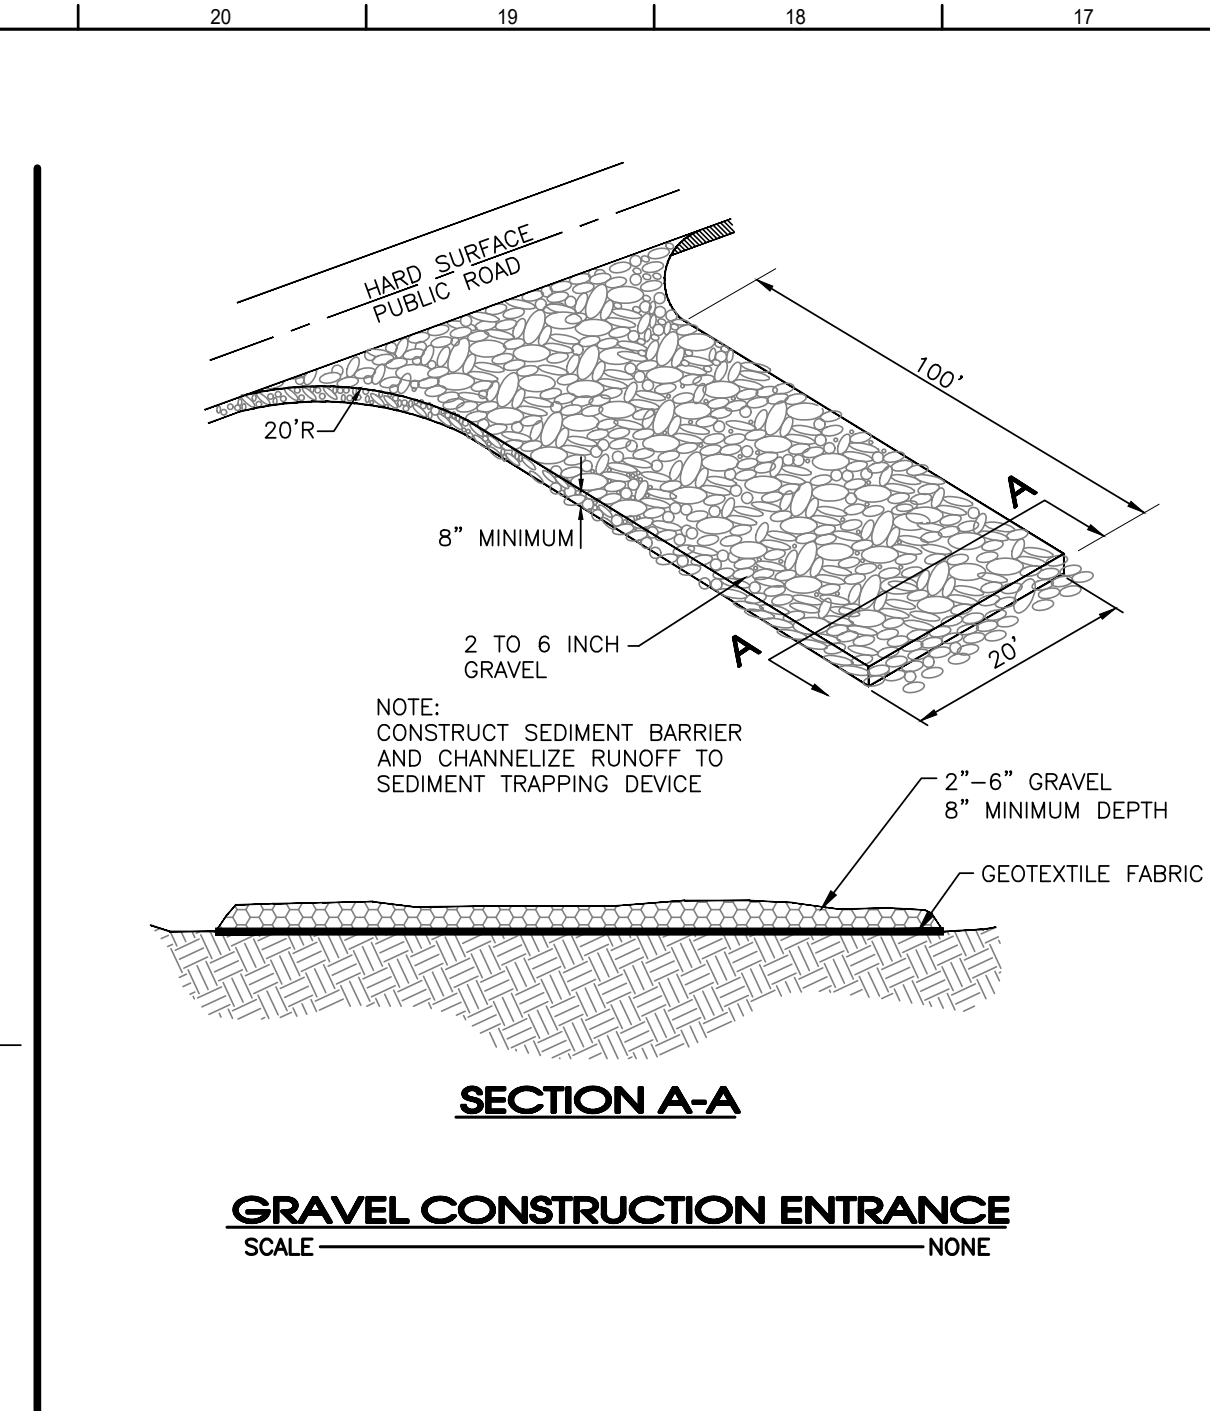 20 19 18 17
HARD SURFACE
PUBLIC ROAD
100'
20'R
A
8” MINIMUM
2 TO 6 INCH
GRAVEL
A
20'
NOTE:
CONSTRUCT SEDIMENT BARRIER
AND CHANNELIZE RUNOFF TO
SEDIMENT TRAPPING DEVICE
2”-6” GRAVEL
8” MINIMUM DEPTH
GEOTEXTILE FABRIC
SECTION A-A
GRAVEL CONSTRUCTION ENTRANCE
SCALE NONE